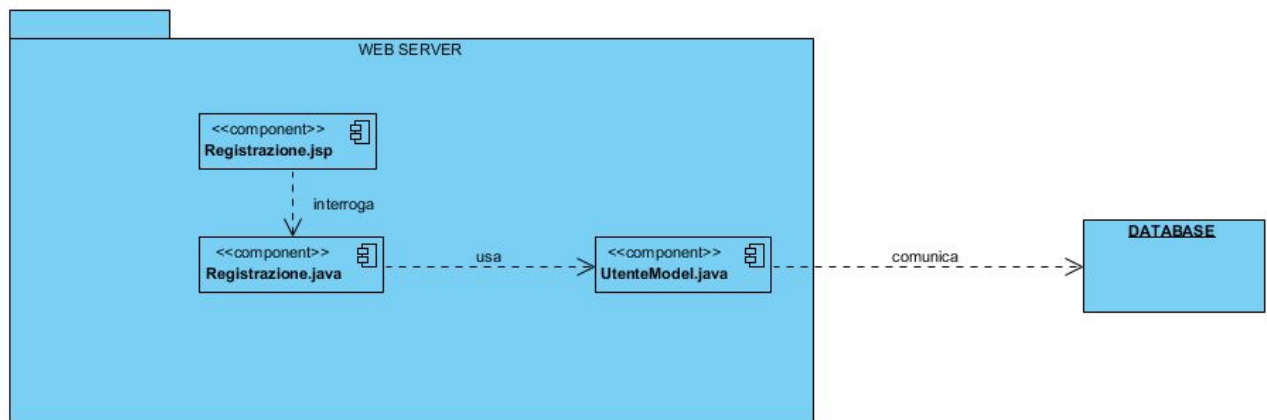 WEB SERVER
<<component>>
Registrazione.jsp
interroga
<<component>>
Registrazione.java
usa
<<component>>
UtenteModel.java
comunica
DATABASE